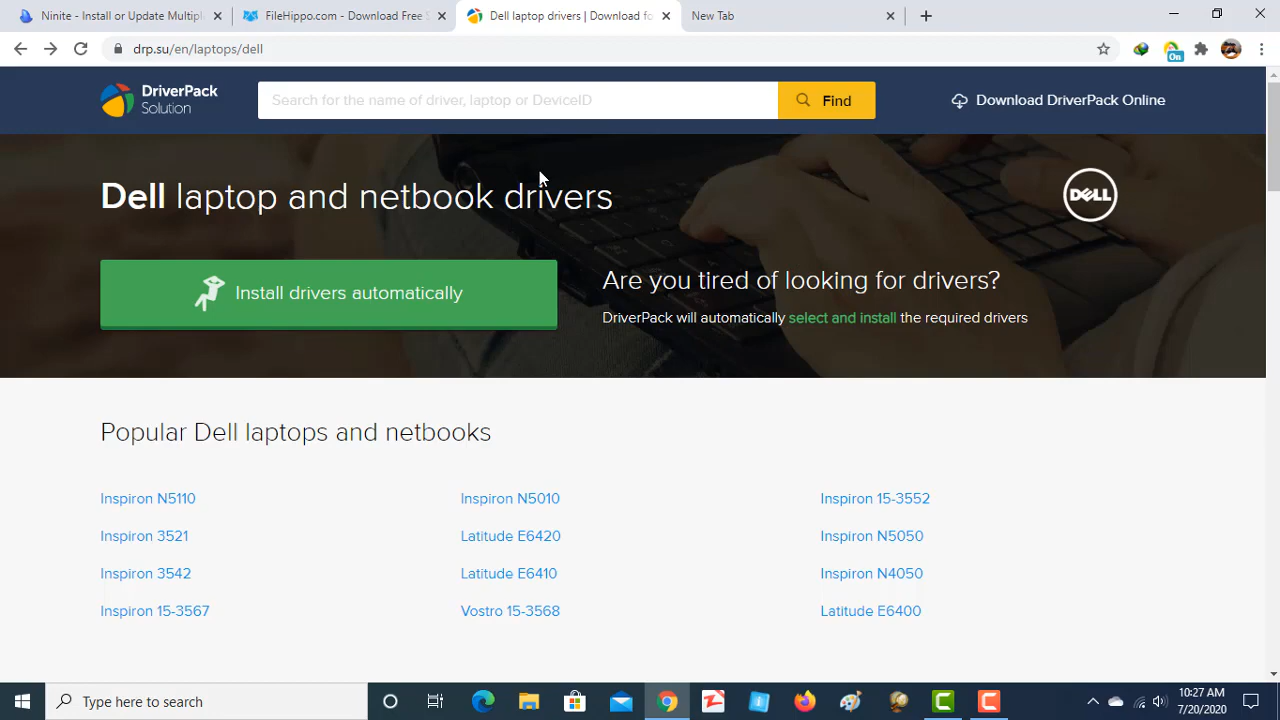 Ninite - Install or Update Multipl
FileHippo.com - Download Free S
Dell laptop drivers | Download fo
New Tab
drp.su/en/laptops/dell
On
DriverPack
Solution
Search for the name of driver, laptop or DeviceID
Find
Download DriverPack Online
Dell laptop and netbook drivers
DELL
Install drivers automatically
Are you tired of looking for drivers?
DriverPack will automatically select and install the required drivers
Popular Dell laptops and netbooks
Inspiron N5110
Inspiron N5010
Inspiron 15-3552
Inspiron 3521
Latitude E6420
Inspiron N5050
Inspiron 3542
Latitude E6410
Inspiron N4050
Inspiron 15-3567
Vostro 15-3568
Latitude E6400
Type here to search
10:27 AM
7/20/2020